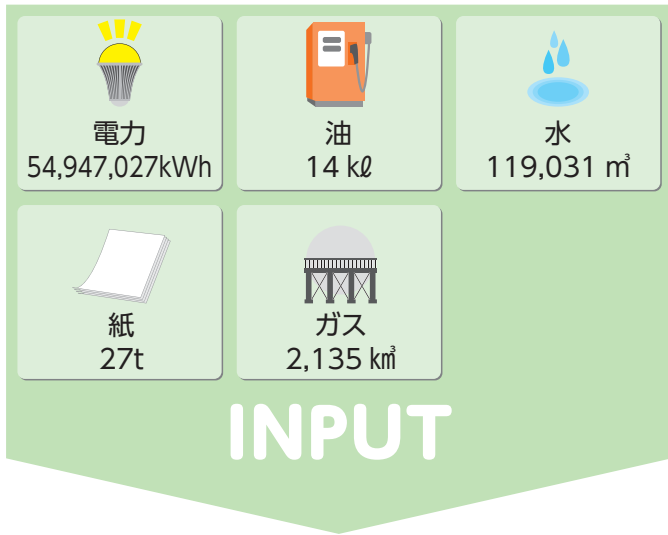 電力
54,947,027kWh
油
14 kℓ
水
119,031 ㎥
紙
27t
ガス
2,135 k㎥
INPUT